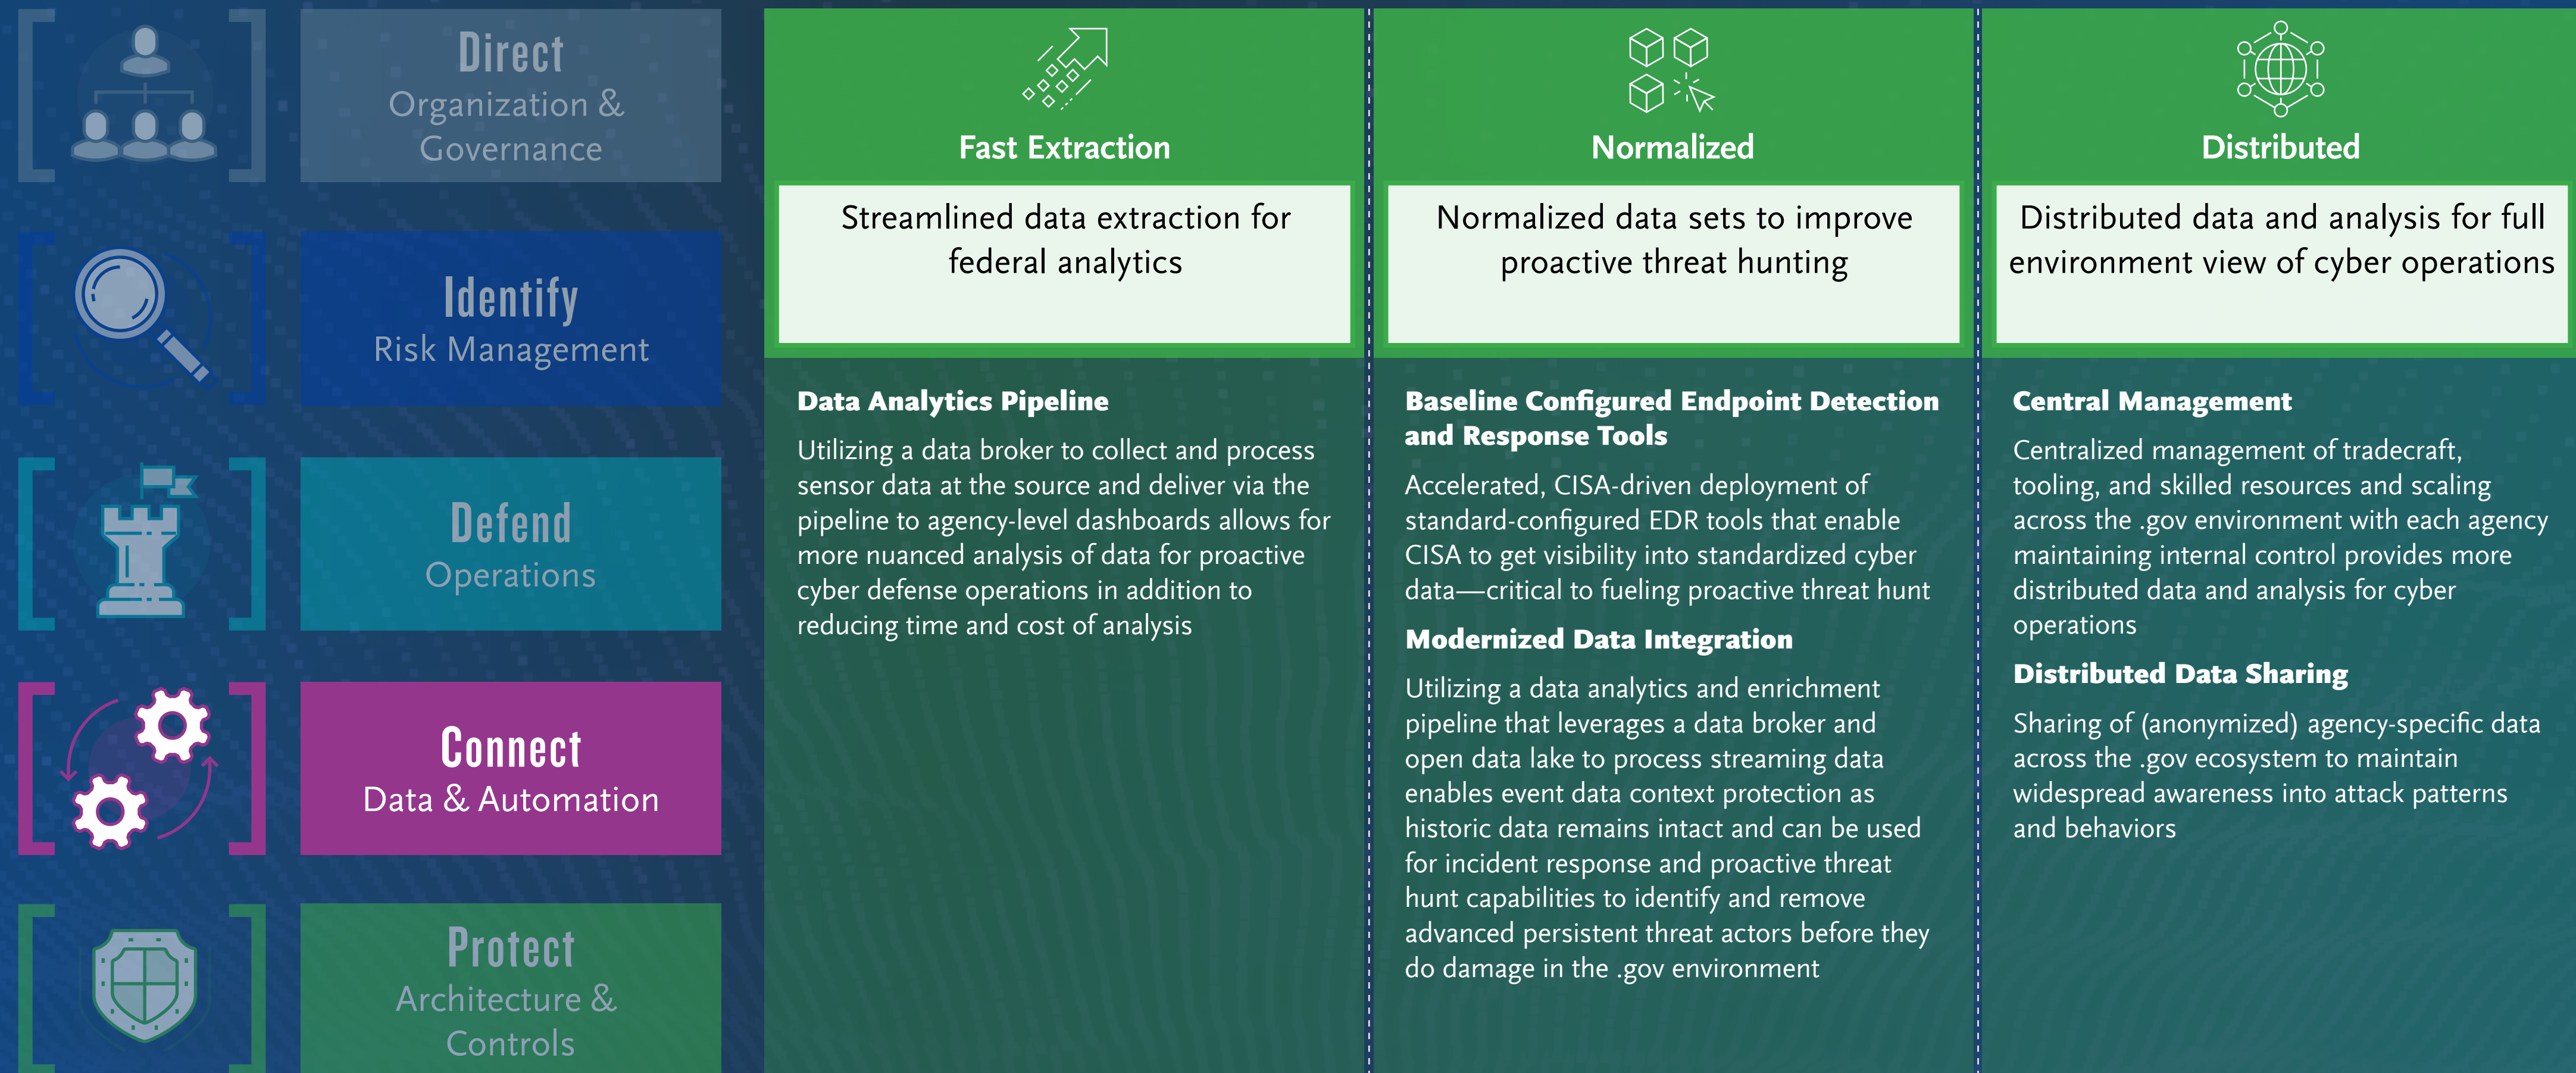 Direct
Organization &
Governance
Identify
Risk Management
Defend
Operations
Connect
Data & Automation
Protect
Architecture &
Controls
Fast Extraction
Streamlined data extraction for
federal analytics
Data Analytics Pipeline
Utilizing a data broker to collect and process
sensor data at the source and deliver via the
pipeline to agency-level dashboards allows for
more nuanced analysis of data for proactive
cyber defense operations in addition to
reducing time and cost of analysis
Normalized
Normalized data sets to improve
proactive threat hunting
Baseline Configured Endpoint Detection
and Response Tools
Accelerated, CISA-driven deployment of
standard-configured EDR tools that enable
CISA to get visibility into standardized cyber
data—critical to fueling proactive threat hunt
Modernized Data Integration
Utilizing a data analytics and enrichment
pipeline that leverages a data broker and
open data lake to process streaming data
enables event data context protection as
historic data remains intact and can be used
for incident response and proactive threat
hunt capabilities to identify and remove
advanced persistent threat actors before they
do damage in the .gov environment
Distributed
Distributed data and analysis for full
environment view of cyber operations
Central Management
Centralized management of tradecraft,
tooling, and skilled resources and scaling
across the .gov environment with each agency
maintaining internal control provides more
distributed data and analysis for cyber
operations
Distributed Data Sharing
Sharing of (anonymized) agency-specific data
across the .gov ecosystem to maintain
widespread awareness into attack patterns
and behaviors